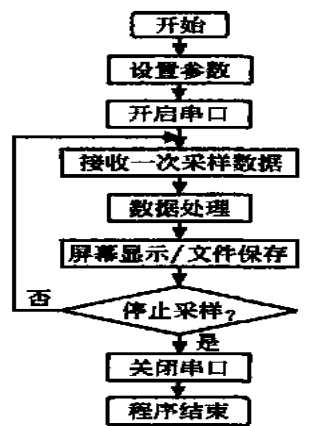 开始
设置参数
开启串口
接收一次采样数据
数据处理
屏幕显示/文件保存
停止采样?
否
是
关闭串口
程序结束